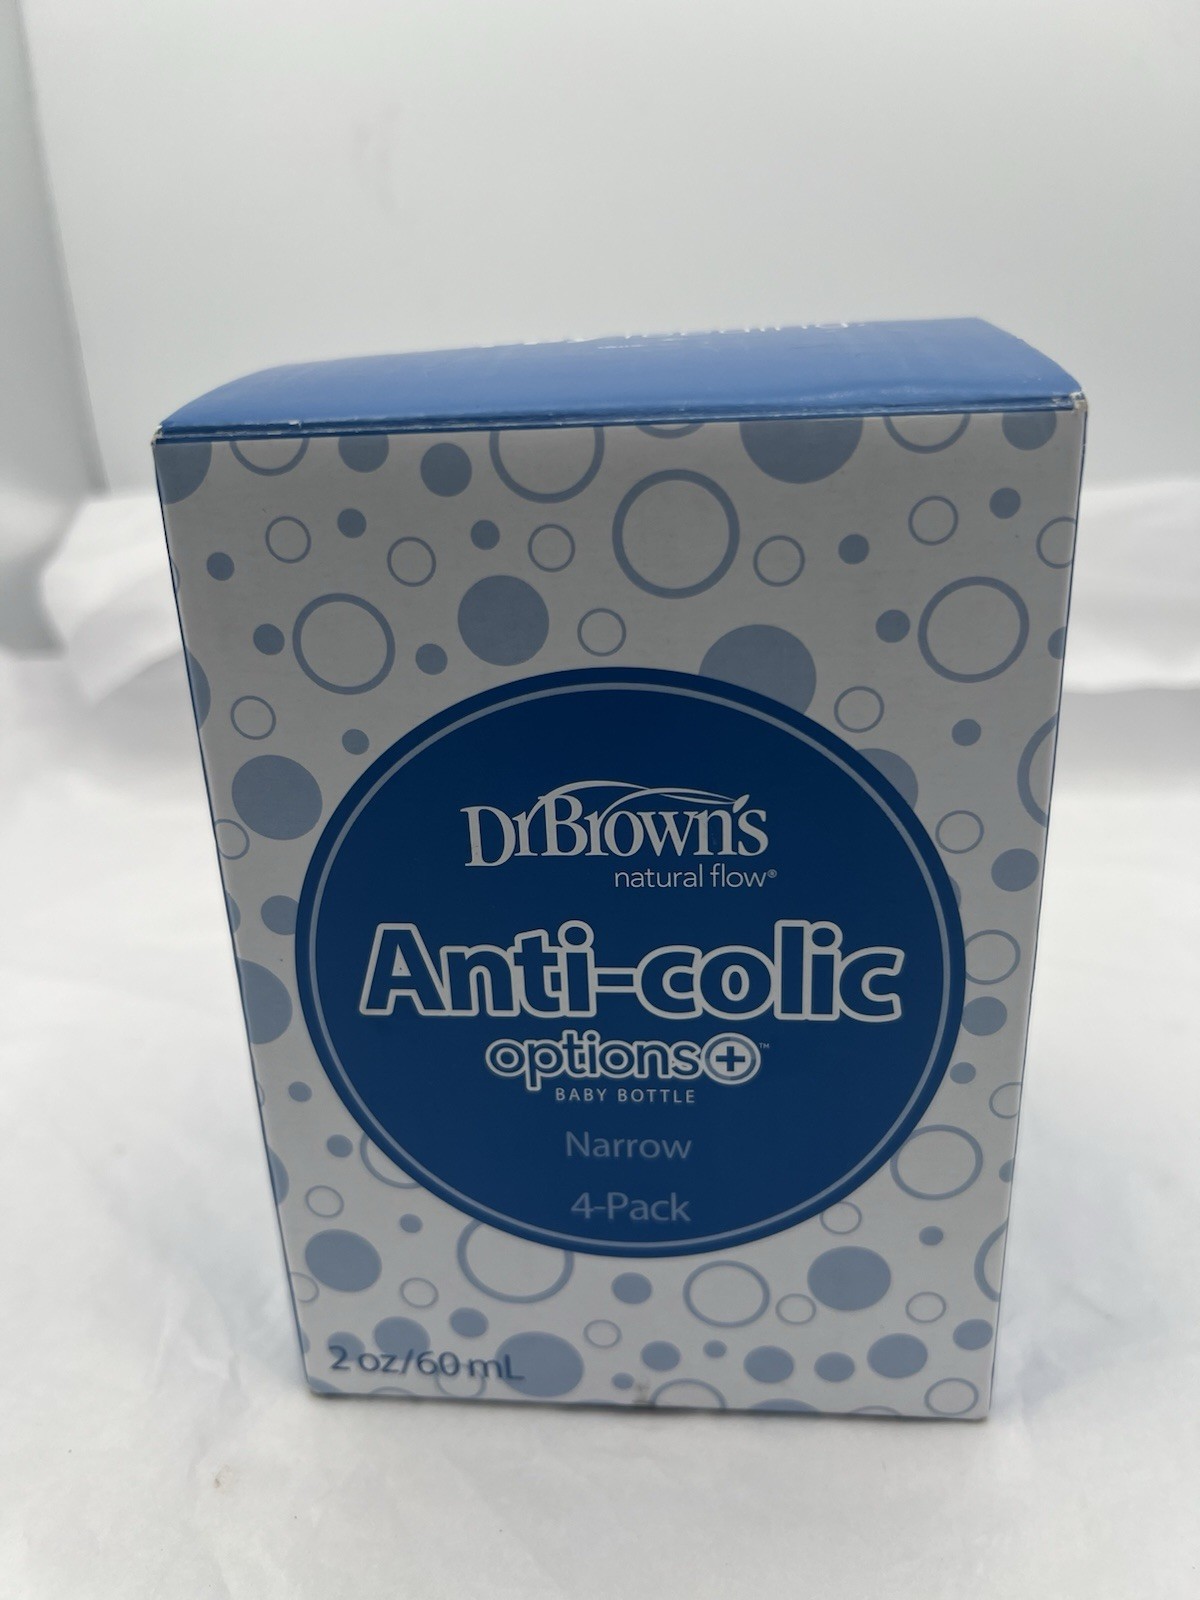 DrBrown's
natural flow®
Anti-colic
options+™
BABY BOTTLE
Narrow
4-Pack
2 oz/60 mL